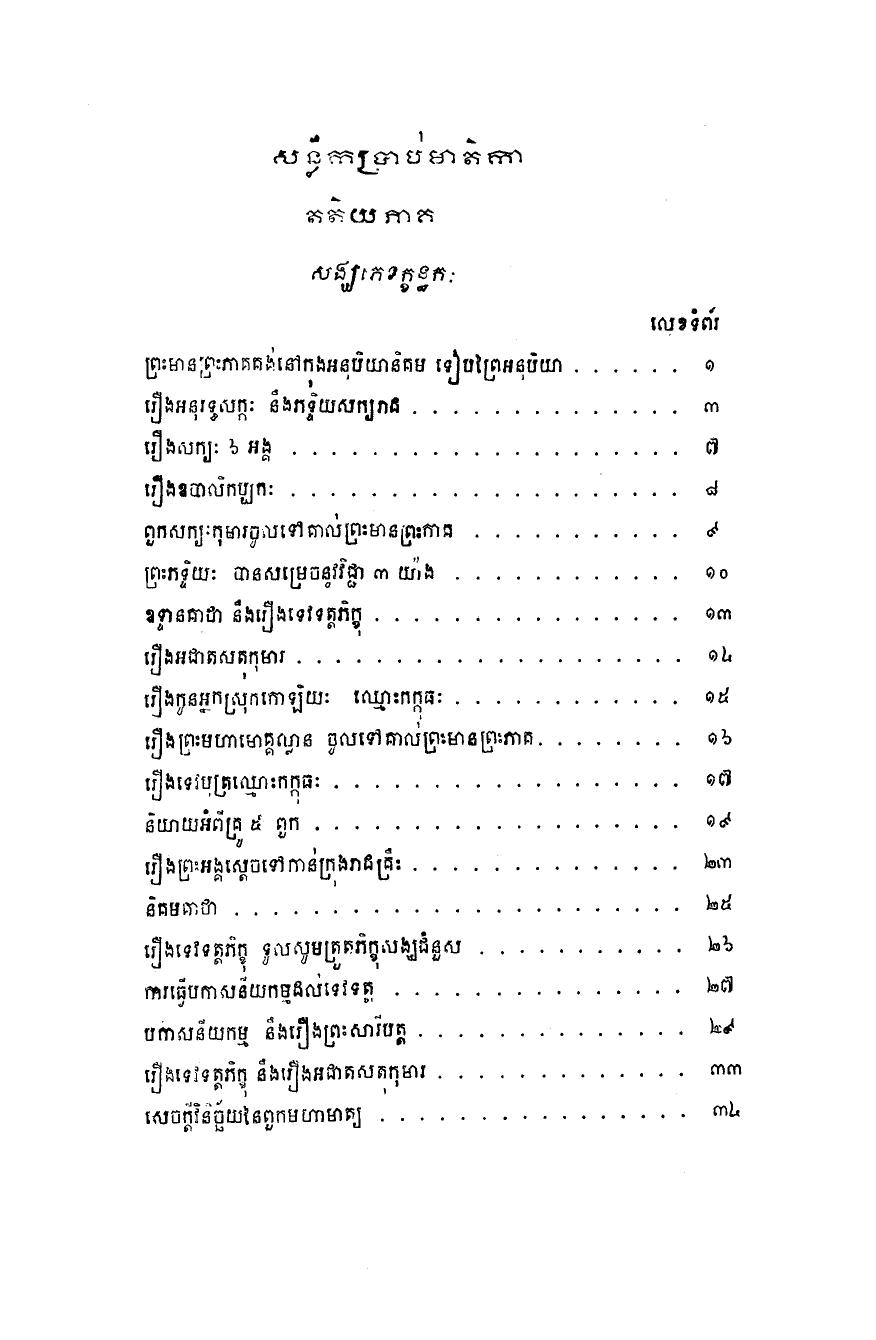 សន្លឹកប្រាប់មាតិកា
តតិយភាគ
សង្ឃភេទក្ខន្ធកៈ
លេខទំព័រ
ព្រះមានព្រះភាគគង់នៅក្នុងអនុបិយានិគម ទៀបព្រៃអនុបិយា . . . . . . ១
រឿងអនុរុទ្ធសក្កៈ នឹងភទ្ទិយសក្យរាជ . . . . . . . . . . . . . . ៣
រឿងសក្យៈ ៦ អង្គ . . . . . . . . . . . . . . . . . . . . ៧
រឿងឧបាលិកប្បកៈ . . . . . . . . . . . . . . . . . . . . ៨
ពួកសក្យៈកុមារចូលទៅគាល់ព្រះមានព្រះភាគ . . . . . . . . . . . ៩
ព្រះភទ្ទិយៈ បានសម្រេចនូវវិជ្ជា ៣ យ៉ាង . . . . . . . . . . . . ១០
ឧទ្ទានគាថា នឹងរឿងទេវទត្តភិក្ខុ . . . . . . . . . . . . . . . . ១៣
រឿងអជាតសត្តុកុមារ . . . . . . . . . . . . . . . . . . . . ១៤
រឿងកូនអ្នកស្រុកកោឡិយៈ ឈ្មោះកក្កុធៈ . . . . . . . . . . . . ១៥
រឿងព្រះមហាមោគ្គល្លាន ចូលទៅគាល់ព្រះមានព្រះភាគ . . . . . . . . ១៦
រឿងទេវបុត្រឈ្មោះកក្កុធៈ . . . . . . . . . . . . . . . . . . ១៧
និយាយអំពីគ្រូ ៥ ពួក . . . . . . . . . . . . . . . . . . . ១៩
រឿងព្រះអង្គស្តេចទៅកាន់ក្រុងរាជគ្រឹះ . . . . . . . . . . . . . . ២៣
និគមគាថា . . . . . . . . . . . . . . . . . . . . . . . ២៥
រឿងទេវទត្តភិក្ខុ ទូលសូមត្រួតភិក្ខុសង្ឃជំនួស . . . . . . . . . . . ២៦
ការធ្វើបកាសនីយកម្មដល់ទេវទត្ត . . . . . . . . . . . . . . . ២៧
បកាសនីយកម្ម នឹងរឿងព្រះសារីបុត្ត . . . . . . . . . . . . . . ២៩
រឿងទេវទត្តភិក្ខុ នឹងរឿងអជាតសត្តុកុមារ . . . . . . . . . . . . . ៣៣
សេចក្តីវិនិច្ឆ័យនៃពួកមហាមាត្យ . . . . . . . . . . . . . . . . ៣៤